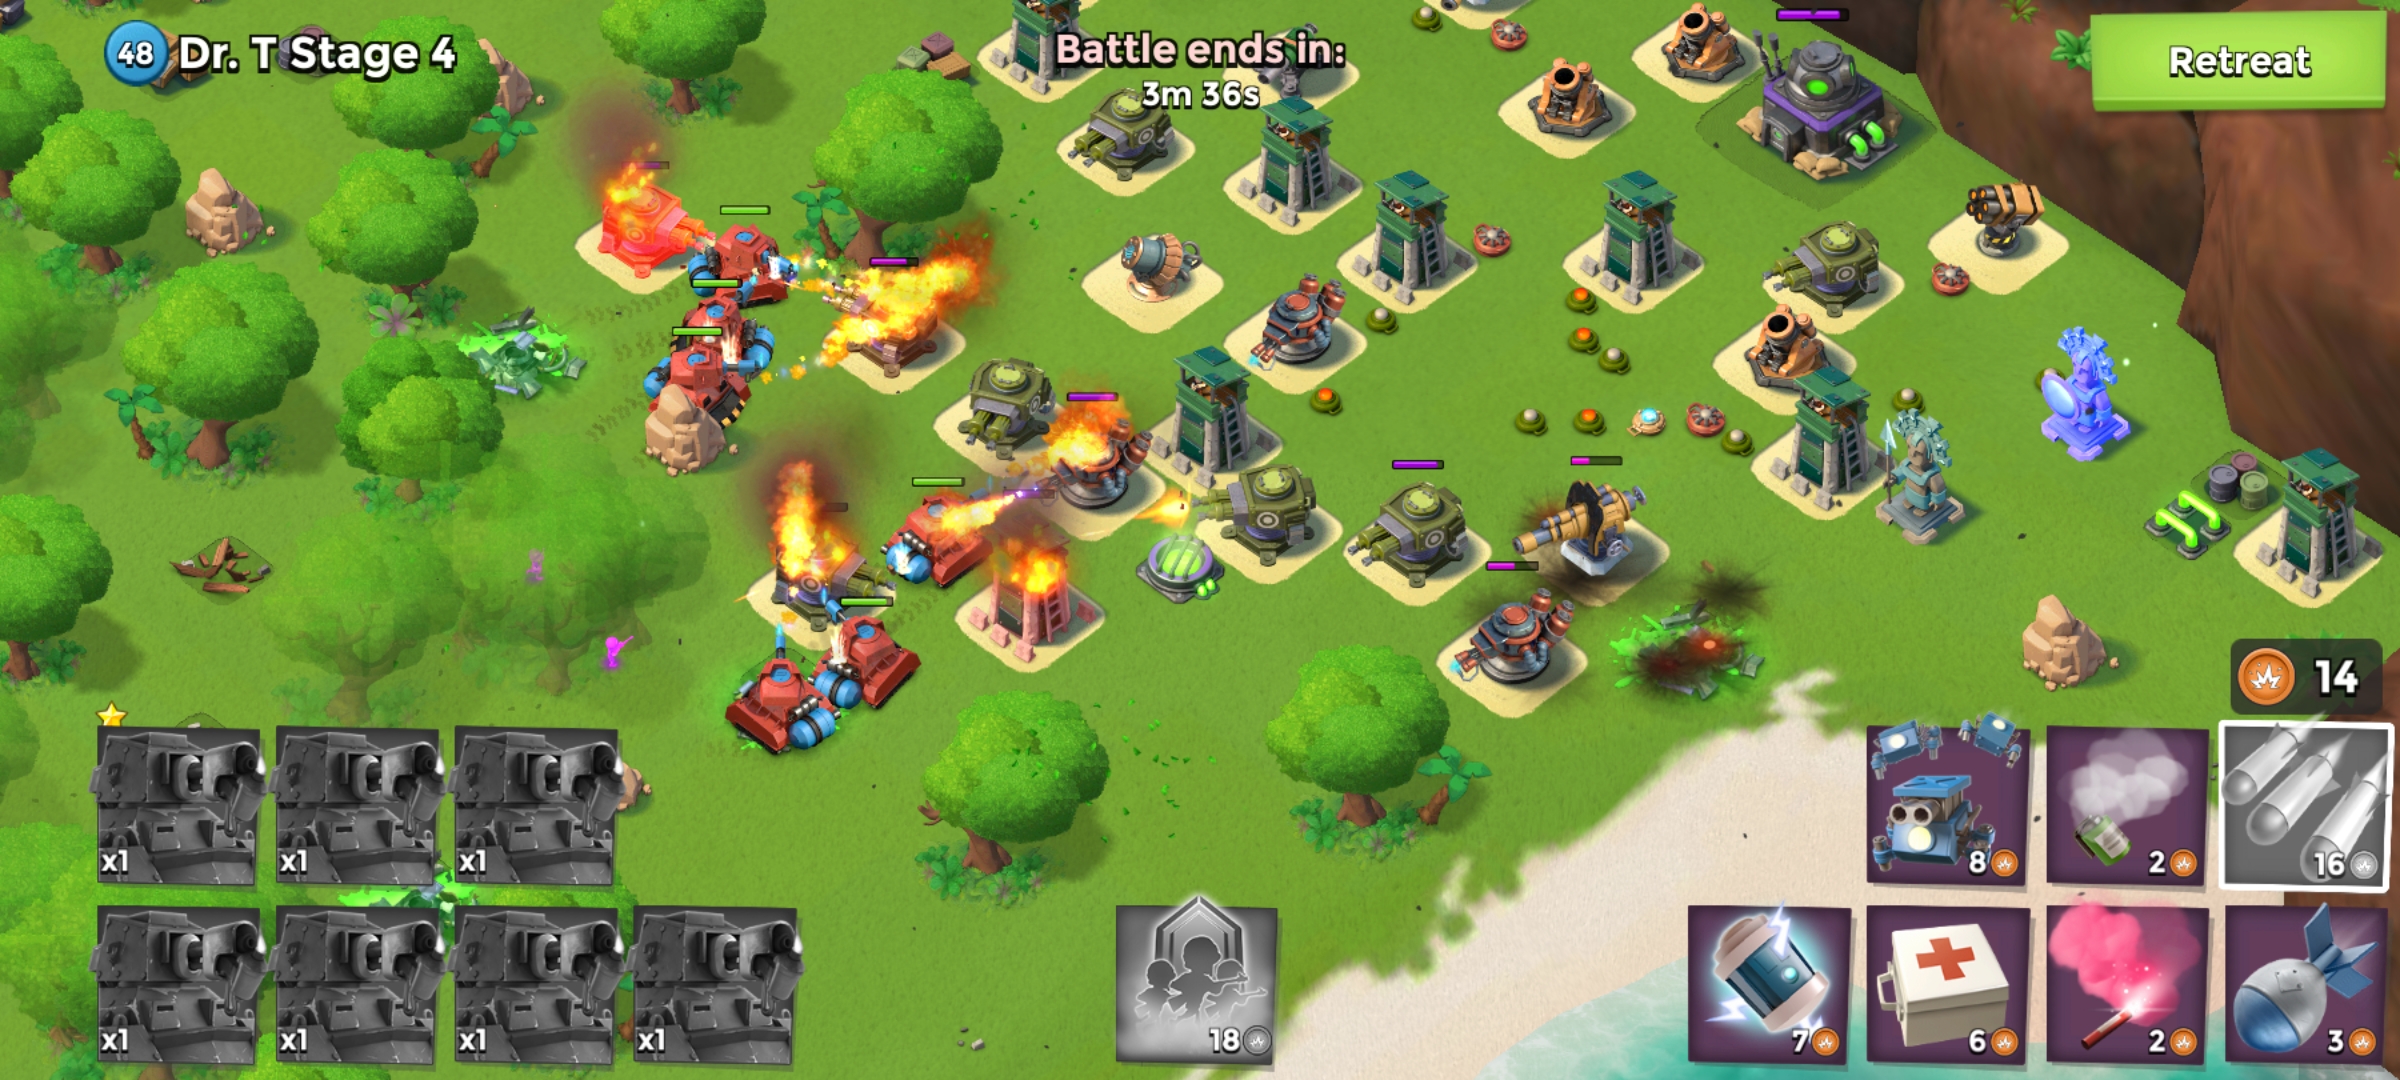 48 Dr. T Stage 4
Battle ends in:
3m 36s
Retreat
14
x1 x1 x1
8 2 16
x1 x1 x1 x1
18
7 6 2 3